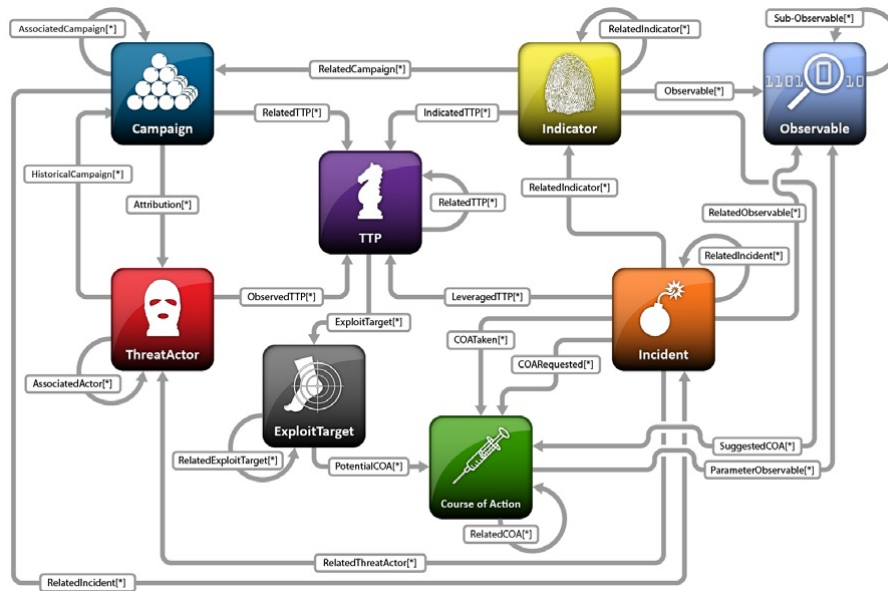 AssociatedCampaign[*]
RelatedIndicator[*]
Sub-Observable[*]
RelatedCampaign[*]
1101 0 10
Observable[*]
Campaign
RelatedTTP[*]
IndicatedTTP[*]
Indicator
Observable
HistoricalCampaign[*]
RelatedIndicator[*]
Attribution[*]
RelatedTTP[*]
RelatedObservable[*]
TTP
RelatedIncident[*]
ObservedTTP[*]
LeveragedTTP[*]
ExploitTarget[*]
COATaken[*]
ThreatActor
COARequested[*]
Incident
AssociatedActor[*]
ExploitTarget
SuggestedCOA[*]
RelatedExploitTarget[*]
PotentialCOA[*]
ParameterObservable[*]
Course of Action
RelatedCOA[*]
RelatedThreatActor[*]
RelatedIncident[*]